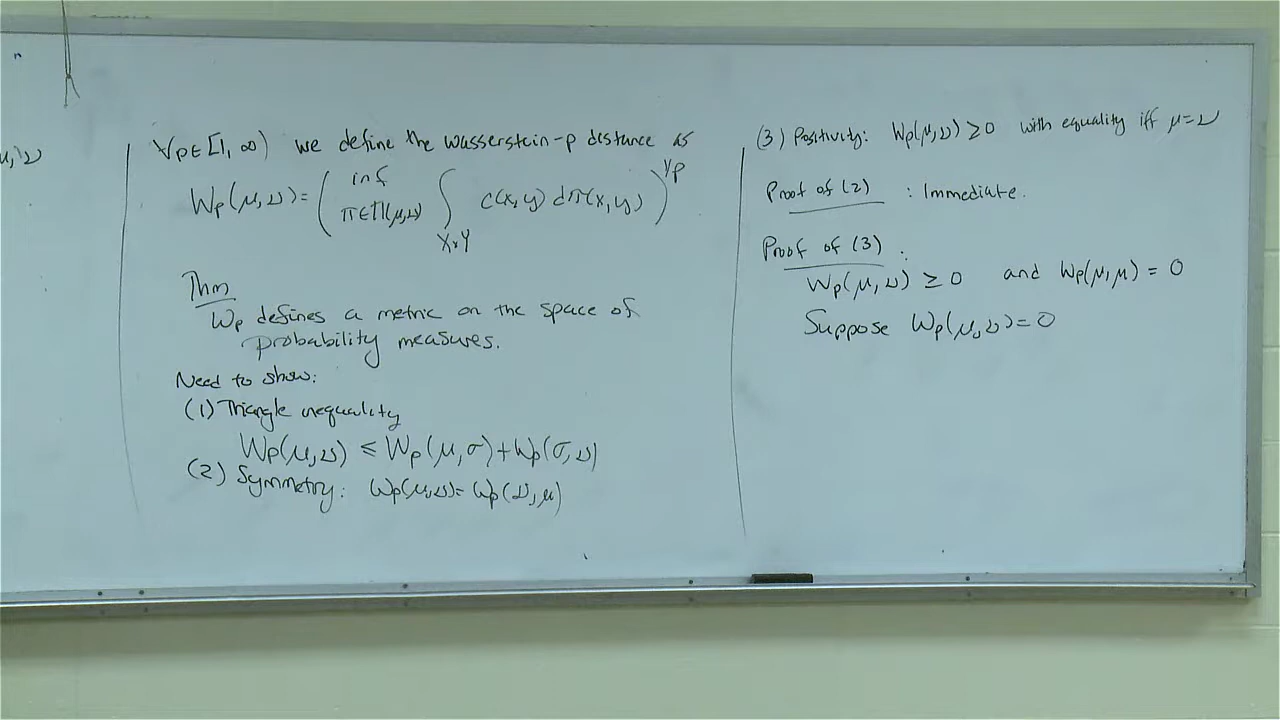 μ, ν
∀p∈[1, ∞) we define the Wasserstein-p distance as
Wp(μ,ν) = ( inf π∈Π(μ,ν) ∫ X×Y c(x,y) dπ(x,y) )^1/p
Thm
Wp defines a metric on the space of
probability measures.
Need to show:
(1) Triangle inequality
Wp(μ,ν) ≤ Wp(μ,σ)+Wp(σ,ν)
(2) Symmetry: Wp(μ,ν)= Wp(ν,μ)
(3) Positivity: Wp(μ,ν) ≥0 with equality iff μ=ν
Proof of (2) : Immediate.
Proof of (3) :
Wp(μ,ν) ≥ 0 and Wp(μ,μ) = 0
Suppose Wp(μ,ν)=0